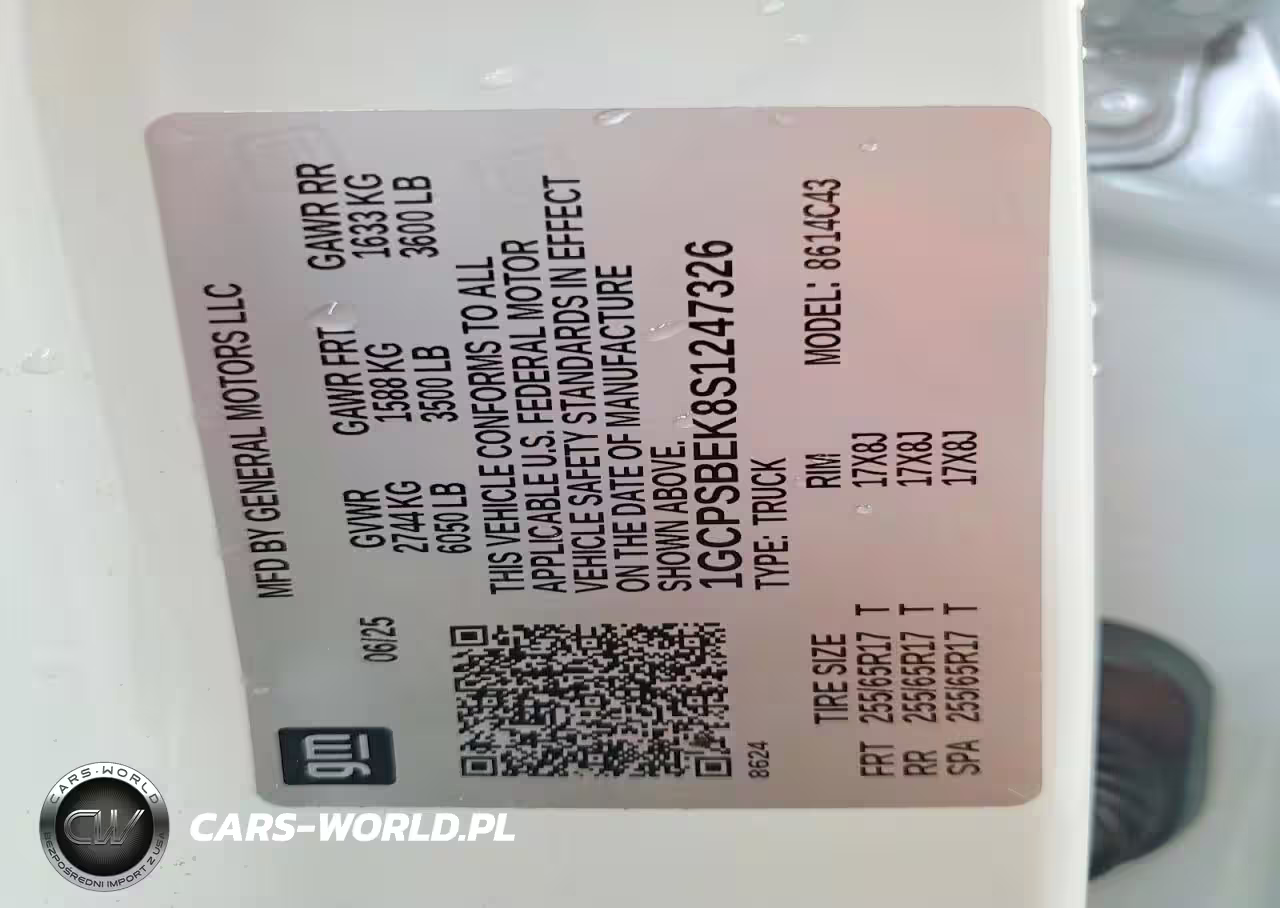 gm
MFD BY GENERAL MOTORS LLC
06/25
GVWR GAWR FRT GAWR RR
2744 KG 1588 KG 1633 KG
6050 LB 3500 LB 3600 LB
THIS VEHICLE CONFORMS TO ALL
APPLICABLE U.S. FEDERAL MOTOR
VEHICLE SAFETY STANDARDS IN EFFECT
ON THE DATE OF MANUFACTURE
SHOWN ABOVE.
1GCPSBEK8S1247326
TYPE: TRUCK
8624
TIRE SIZE RIM MODEL: 8614C43
FRT 255/65R17 T 17X8J
RR 255/65R17 T 17X8J
SPA 255/65R17 T 17X8J
CARS-WORLD
CW
BEZPOŚREDNI IMPORT Z USA
CARS-WORLD.PL